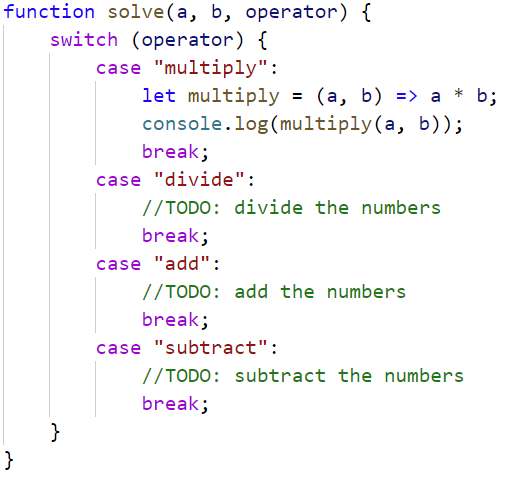 function solve(a, b, operator) {
    switch (operator) {
        case "multiply":
            let multiply = (a, b) => a * b;
            console.log(multiply(a, b));
            break;
        case "divide":
            //TODO: divide the numbers
            break;
        case "add":
            //TODO: add the numbers
            break;
        case "subtract":
            //TODO: subtract the numbers
            break;
    }
}